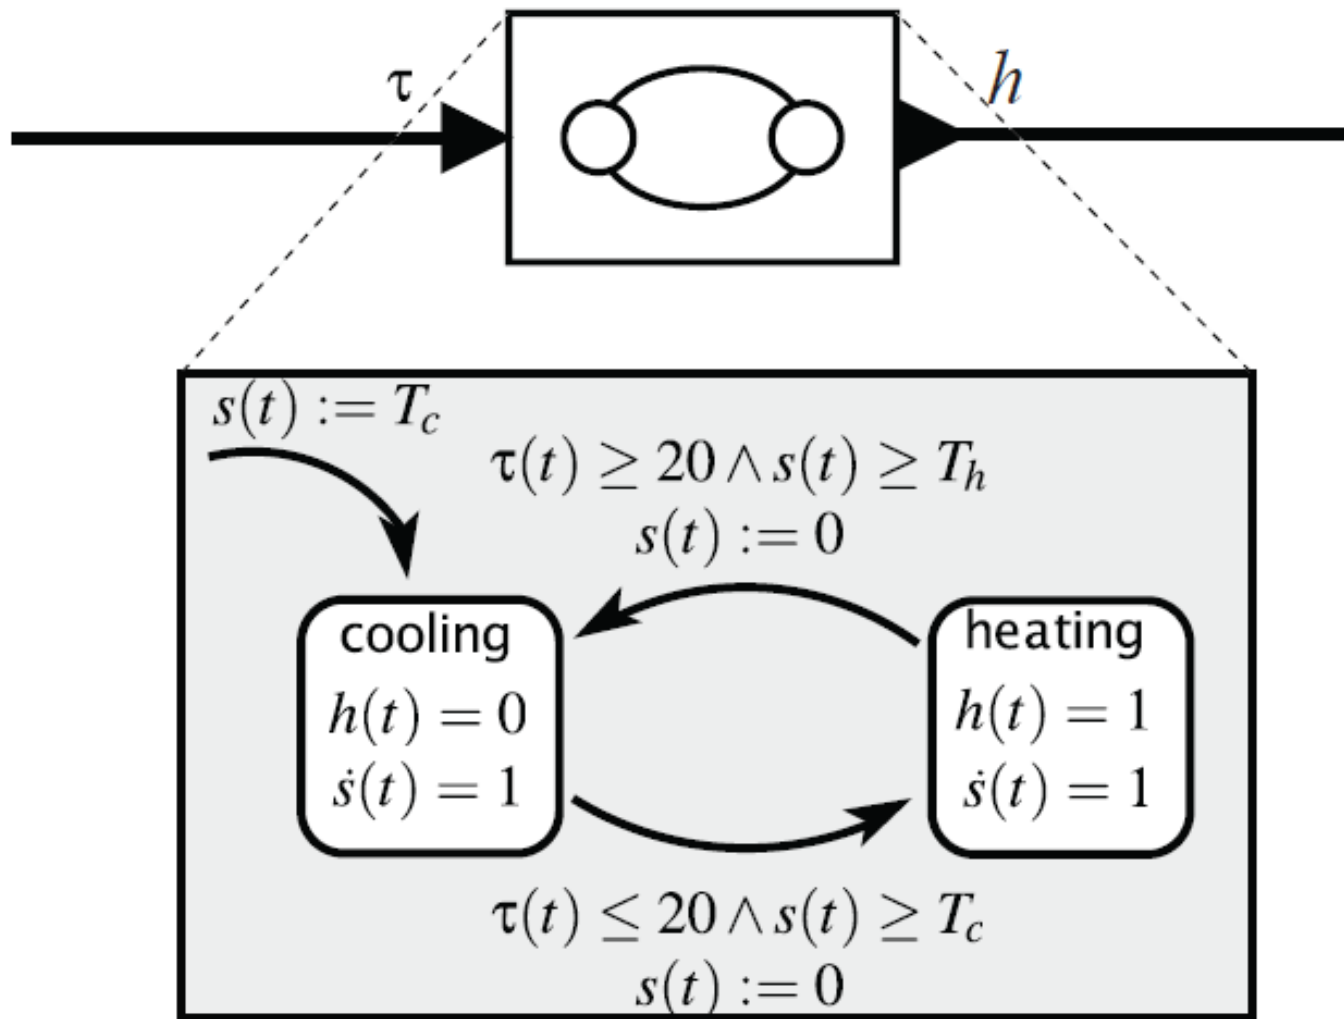 τ
h
s(t) := T_c
τ(t) ≥ 20 ∧ s(t) ≥ T_h
s(t) := 0
cooling
h(t) = 0
ṡ(t) = 1
heating
h(t) = 1
ṡ(t) = 1
τ(t) ≤ 20 ∧ s(t) ≥ T_c
s(t) := 0